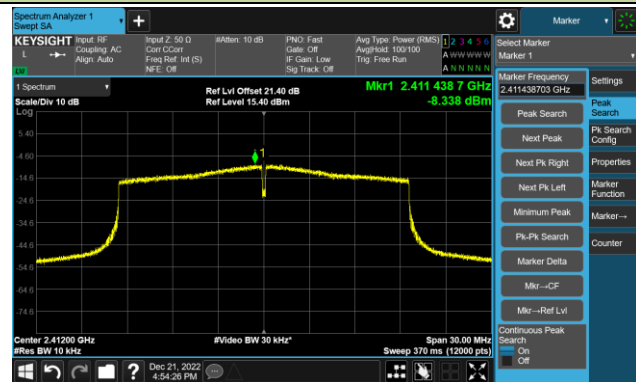 Spectrum Analyzer 1
Swept SA
Marker
KEYSIGHT
L
Input: RF
Coupling: AC
Align: Auto
Input Z: 50 Ω
Corr CCorr
Freq Ref: Int (S)
NFE: Off
#Atten: 10 dB
PNO: Fast
Gate: Off
IF Gain: Low
Sig Track: Off
Avg Type: Power (RMS)
Avg|Hold: 100/100
Trig: Free Run
1 2 3 4 5 6
A W W W W W
A N N N N N
Select Marker
Marker 1
1 Spectrum
Scale/Div 10 dB
Log
Ref Lvl Offset 21.40 dB
Ref Level 15.40 dBm
Mkr1 2.411 438 7 GHz
-8.338 dBm
5.40
-4.60
-14.6
-24.6
-34.6
-44.6
-54.6
-64.6
-74.6
1
Center 2.41200 GHz
#Res BW 10 kHz
#Video BW 30 kHz*
Span 30.00 MHz
Sweep 370 ms (12000 pts)
Marker Frequency
2.411438703 GHz
Peak Search
Next Peak
Next Pk Right
Next Pk Left
Minimum Peak
Pk-Pk Search
Marker Delta
Mkr→CF
Mkr→Ref Lvl
Continuous Peak
Search
On
Off
Settings
Peak
Search
Pk Search
Config
Properties
Marker
Function
Marker→
Counter
Dec 21, 2022
4:54:26 PM